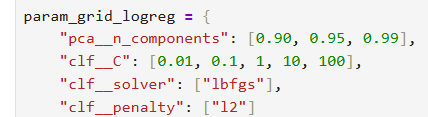 param_grid_logreg = {
"pca__n_components": [0.90, 0.95, 0.99],
"clf__C": [0.01, 0.1, 1, 10, 100],
"clf__solver": ["lbfgs"],
"clf__penalty": ["l2"]